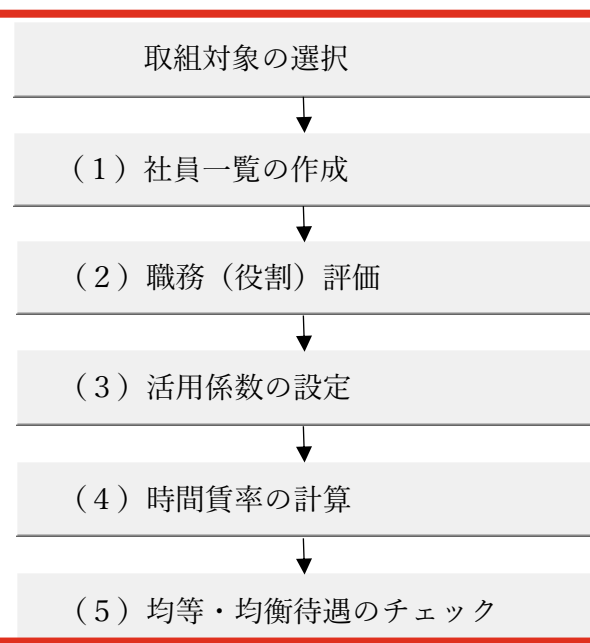 取組対象の選択
（１）社員一覧の作成
（２）職務（役割）評価
（３）活用係数の設定
（４）時間賃率の計算
（５）均等・均衡待遇のチェック